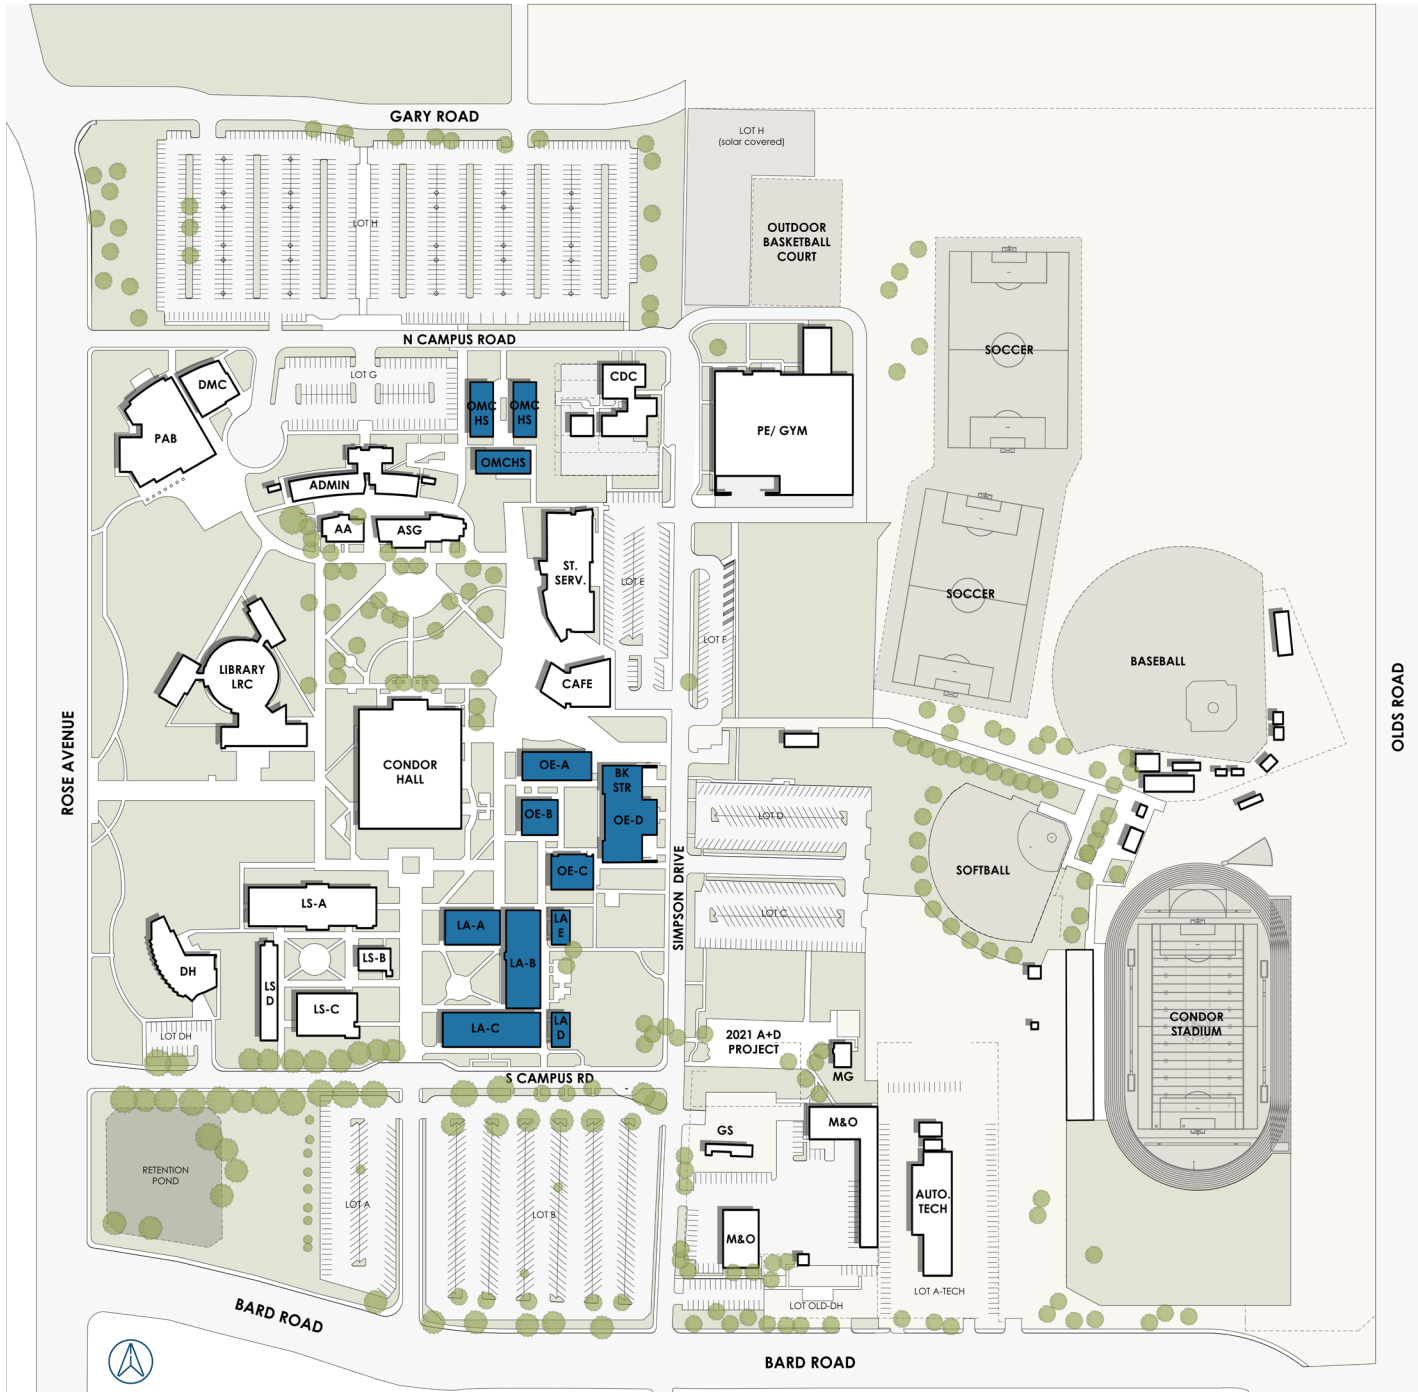 GARY ROAD
LOT H
(solar covered)
LOT H
OUTDOOR
BASKETBALL
COURT
N CAMPUS ROAD
SOCCER
LOT G
DMC
CDC
OMC
HS
OMC
HS
PAB
PE/ GYM
OMCHS
ADMIN
AA
ASG
ST.
SERV.
LOT E
SOCCER
LOT F
LIBRARY
LRC
CAFE
BASEBALL
ROSE AVENUE
OLDS ROAD
CONDOR
HALL
OE-A
BK
STR
OE-B
OE-D
LOT D
OE-C
SOFTBALL
SIMPSON DRIVE
LS-A
LA-A
LA
E
LOT C
DH
LS-B
LA-B
LS
D
LS-C
LA-C
LA
D
CONDOR
STADIUM
LOT DH
2021 A+D
PROJECT
S CAMPUS RD
MG
GS
M&O
RETENTION
POND
LOT A
LOT B
AUTO.
TECH
M&O
LOT A-TECH
LOT OLD-DH
BARD ROAD
BARD ROAD